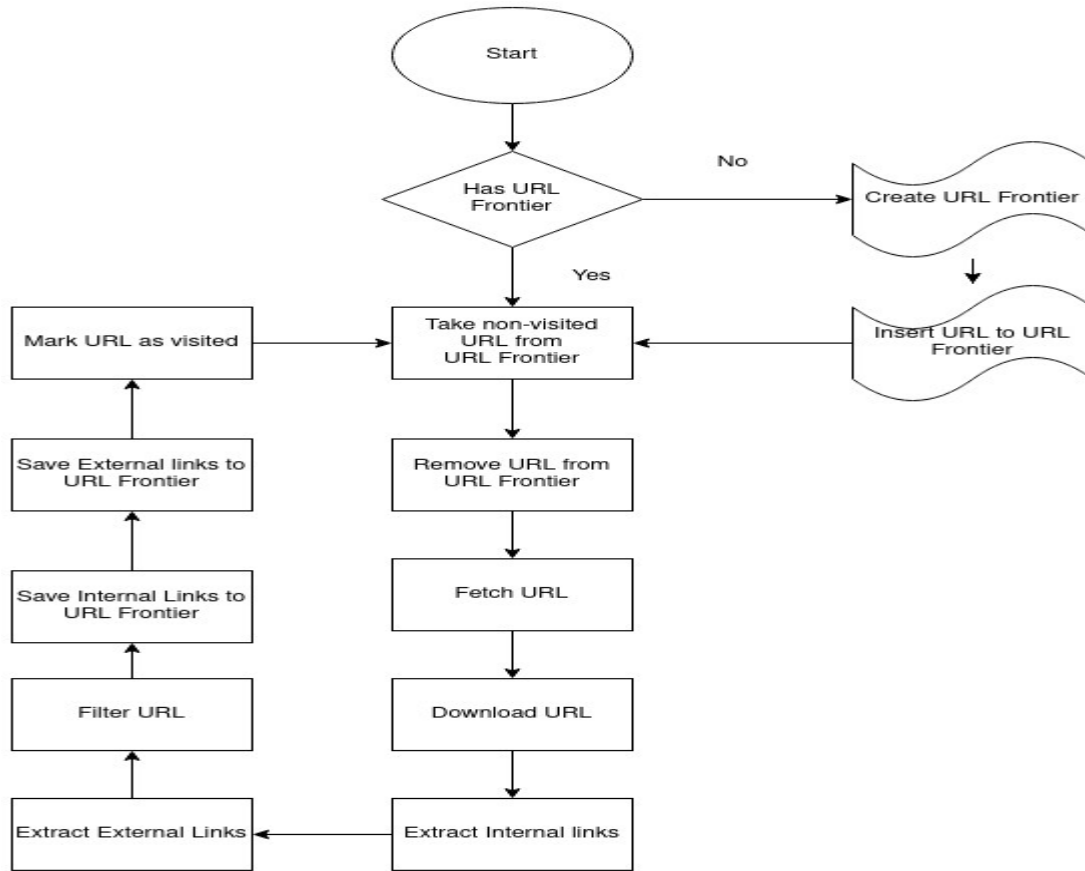 Start
Has URL
Frontier
No
Create URL Frontier
Yes
Mark URL as visited
Take non-visited
URL from
URL Frontier
Insert URL to URL
Frontier
Save External links to
URL Frontier
Remove URL from
URL Frontier
Save Internal Links to
URL Frontier
Fetch URL
Filter URL
Download URL
Extract External Links
Extract Internal links